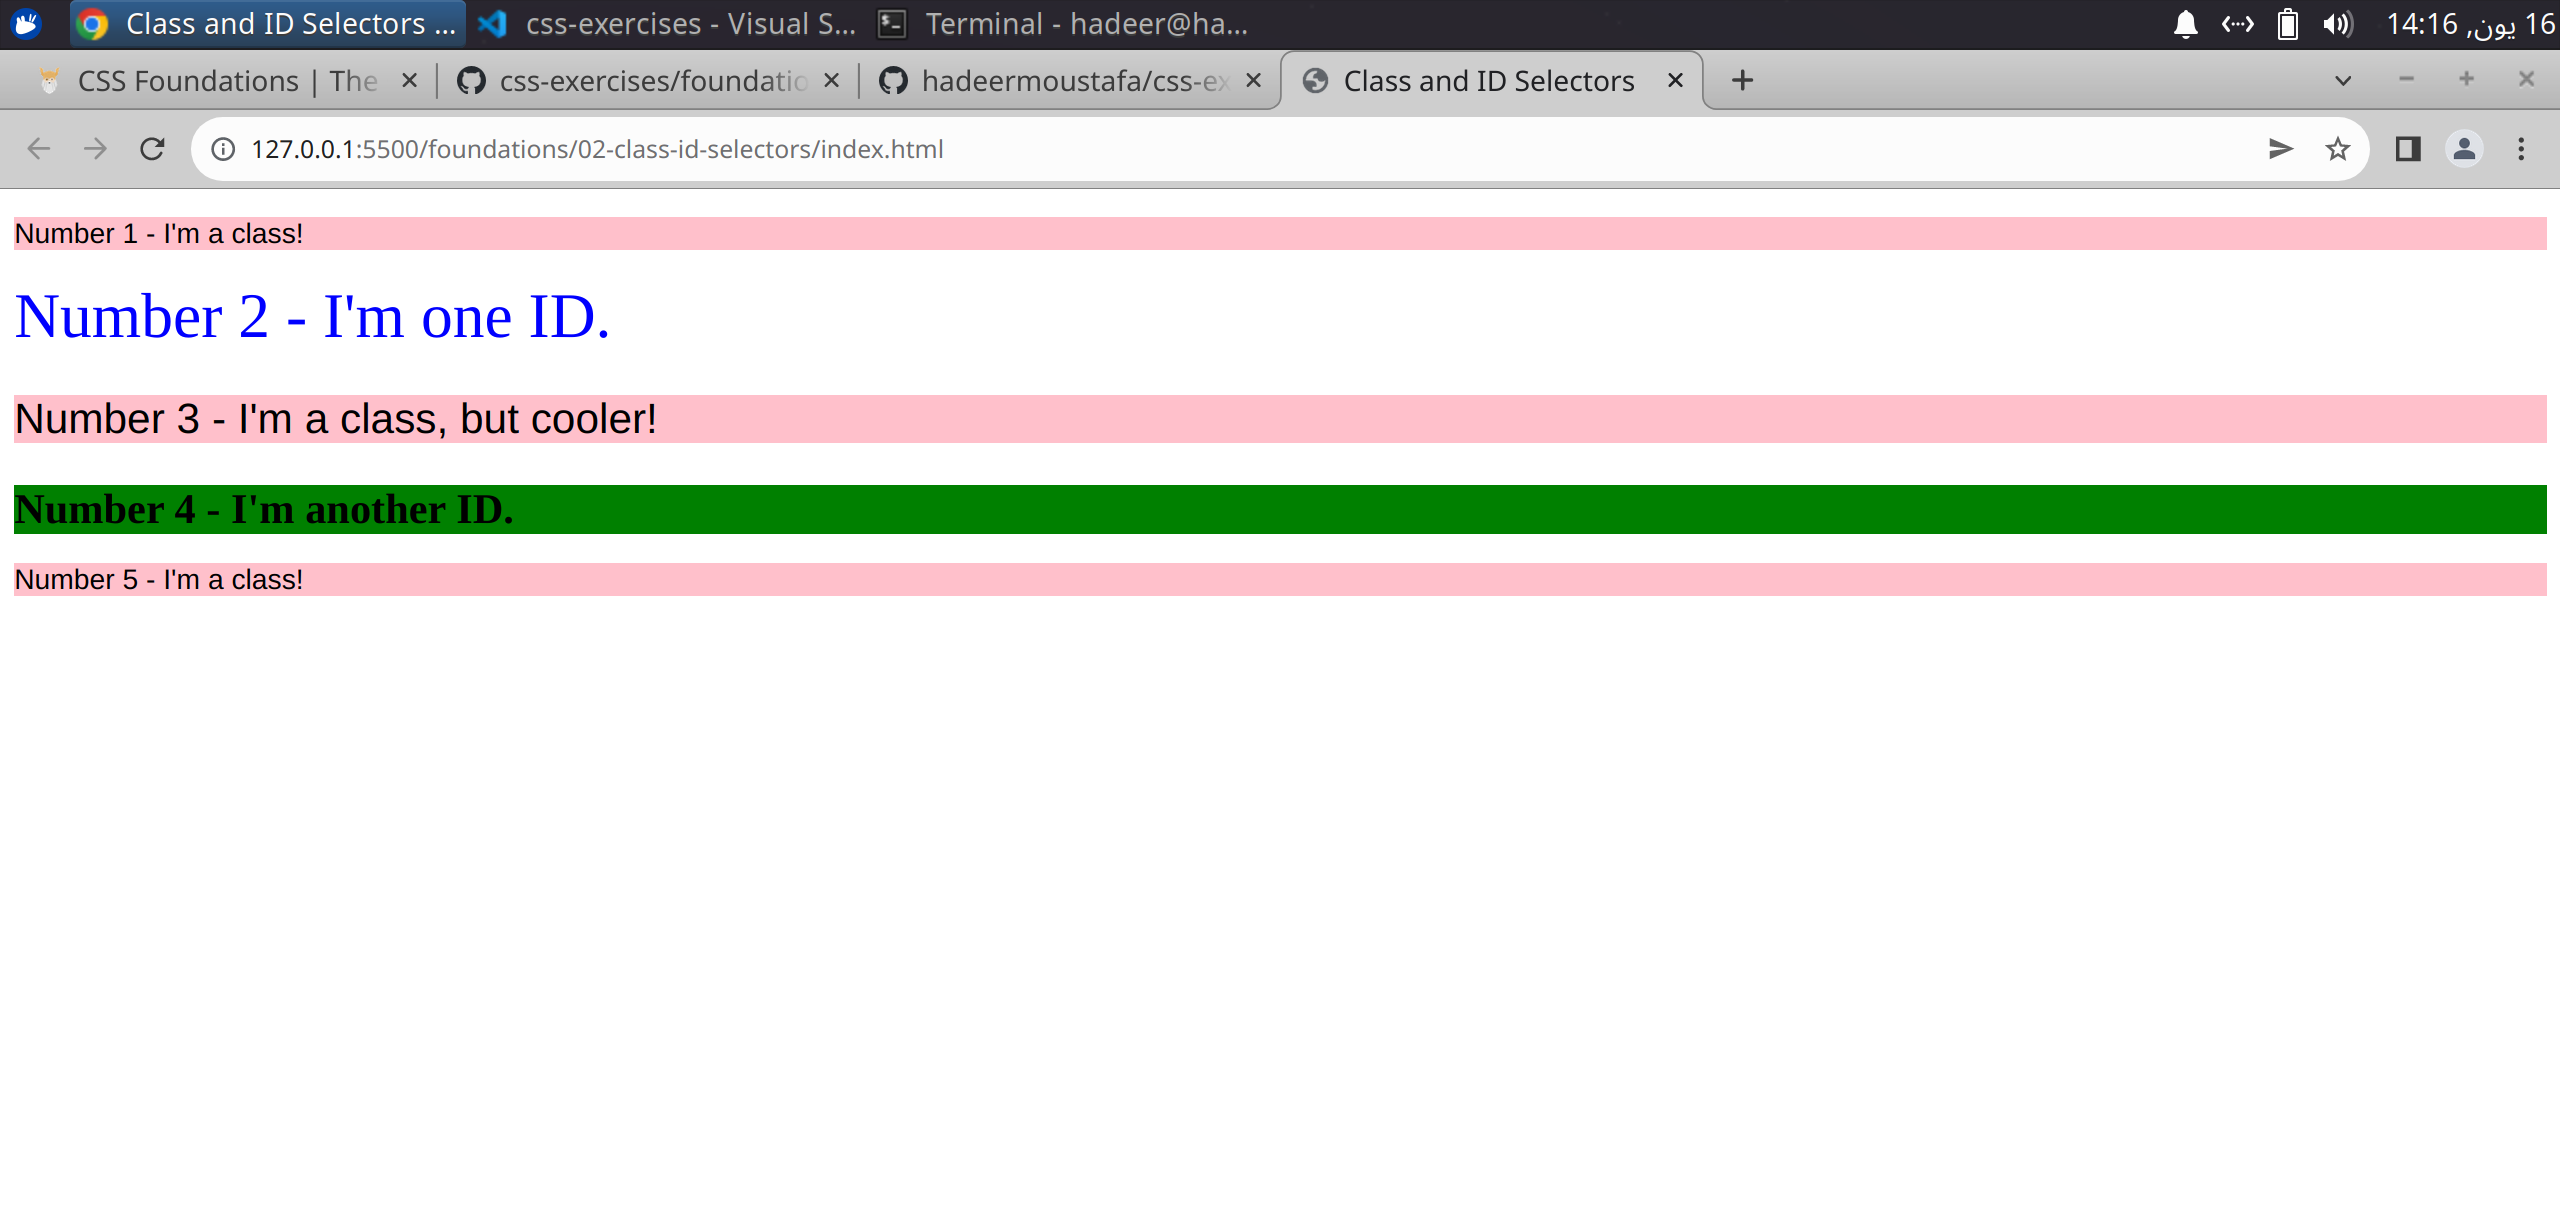 Class and ID Selectors ...
css-exercises - Visual S...
Terminal - hadeer@ha...
14:16 ,يون 16
CSS Foundations | The
css-exercises/foundatio
hadeermoustafa/css-ex
Class and ID Selectors
127.0.0.1:5500/foundations/02-class-id-selectors/index.html
Number 1 - I'm a class!
Number 2 - I'm one ID.
Number 3 - I'm a class, but cooler!
Number 4 - I'm another ID.
Number 5 - I'm a class!